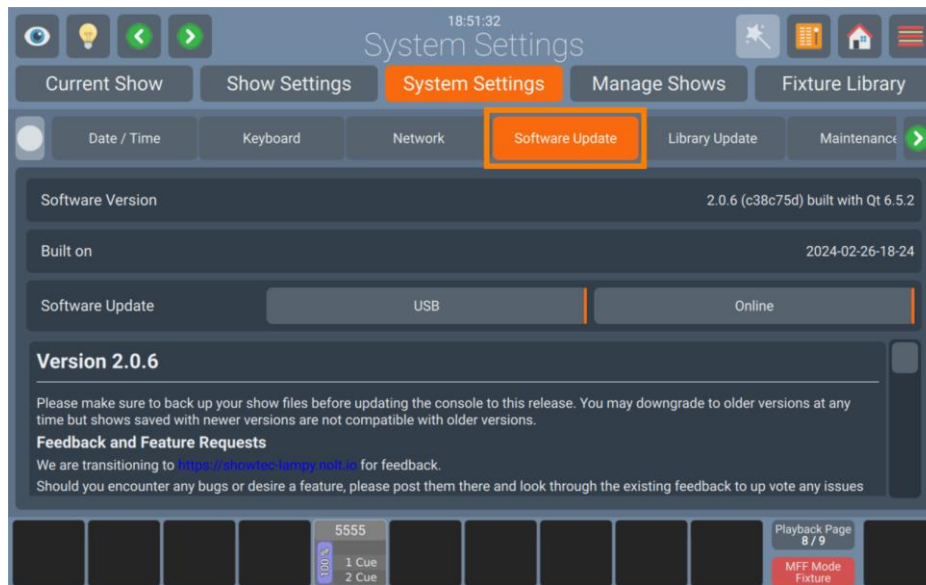 18:51:32
System Settings
Current Show
Show Settings
System Settings
Manage Shows
Fixture Library
Date / Time
Keyboard
Network
Software Update
Library Update
Maintenance
Software Version
2.0.6 (c38c75d) built with Qt 6.5.2
Built on
2024-02-26-18-24
Software Update
USB
Online
Version 2.0.6
Please make sure to back up your show files before updating the console to this release. You may downgrade to older versions at any
time but shows saved with newer versions are not compatible with older versions.
Feedback and Feature Requests
We are transitioning to https://showtec-lampy.nolt.io for feedback.
Should you encounter any bugs or desire a feature, please post them there and look through the existing feedback to up vote any issues
5555
100 %
1 Cue
2 Cue
Playback Page
8 / 9
MFF Mode
Fixture